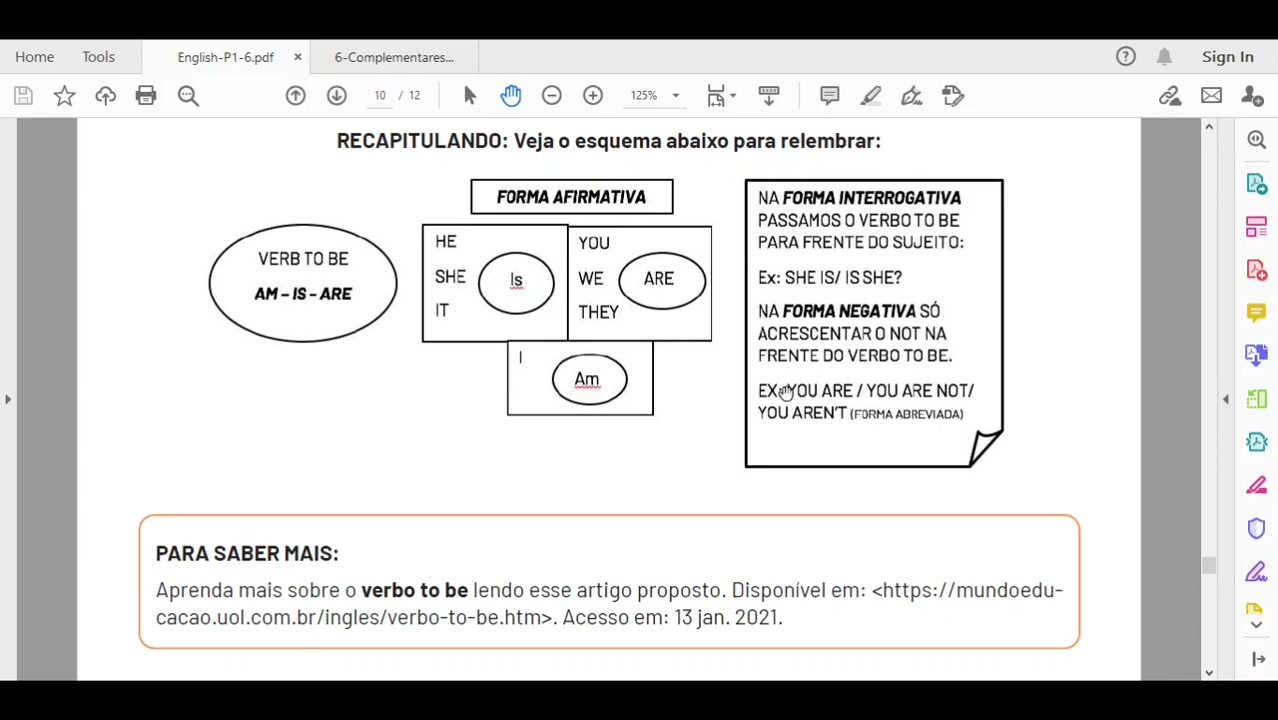 Home
Tools
English-P1-6.pdf
6-Complementares...
Sign In
10 / 12
125%
RECAPITULANDO: Veja o esquema abaixo para relembrar:
FORMA AFIRMATIVA
VERB TO BE
AM – IS – ARE
HE
SHE
IT
Is
YOU
WE
THEY
ARE
I
Am
NA FORMA INTERROGATIVA
PASSAMOS O VERBO TO BE
PARA FRENTE DO SUJEITO:
Ex: SHE IS/ IS SHE?
NA FORMA NEGATIVA SÓ
ACRESCENTAR O NOT NA
FRENTE DO VERBO TO BE.
EX: YOU ARE / YOU ARE NOT/
YOU AREN'T (FORMA ABREVIADA)
PARA SABER MAIS:
Aprenda mais sobre o verbo to be lendo esse artigo proposto. Disponível em: <https://mundoedu-
cacao.uol.com.br/ingles/verbo-to-be.htm>. Acesso em: 13 jan. 2021.